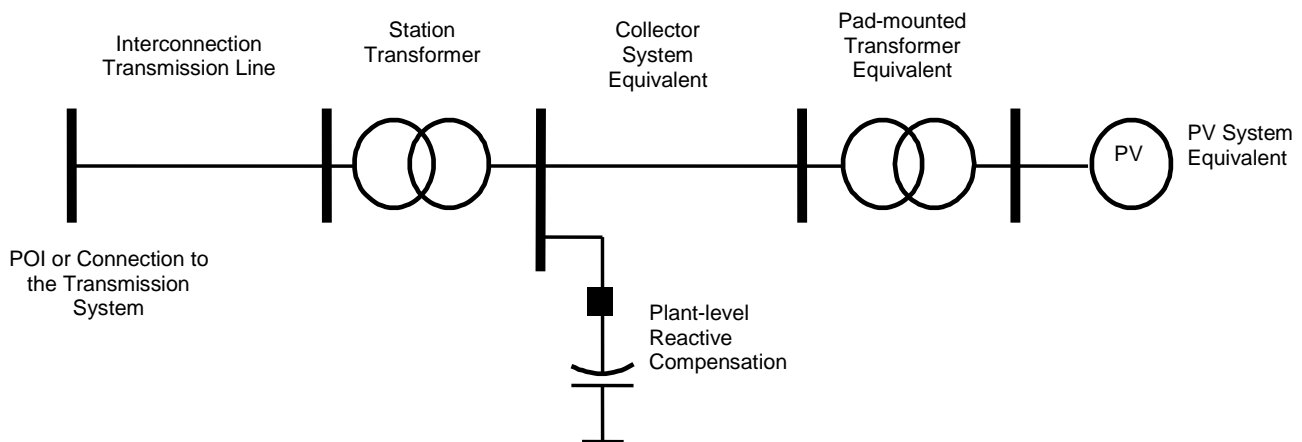 Interconnection
Transmission Line
Station
Transformer
Collector
System
Equivalent
Pad-mounted
Transformer
Equivalent
PV
PV System
Equivalent
POI or Connection to
the Transmission
System
Plant-level
Reactive
Compensation